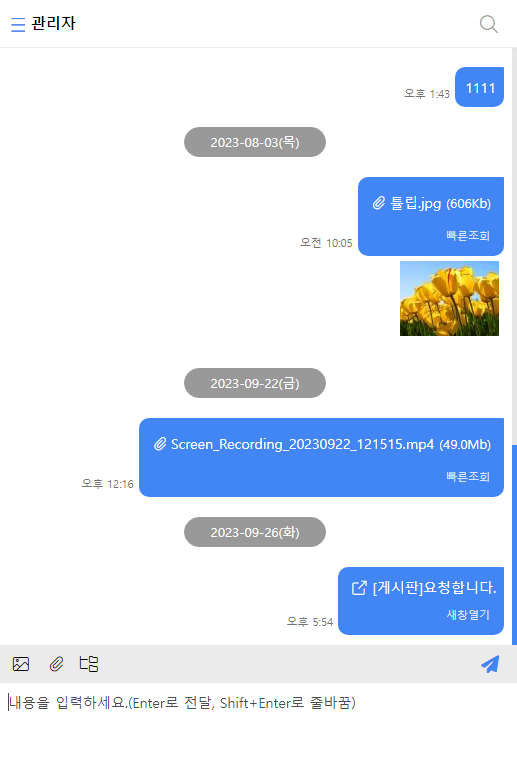 관리자
1111
오후 1:43
2023-08-03(목)
튤립.jpg (606Kb)
빠른조회
오전 10:05
2023-09-22(금)
Screen_Recording_20230922_121515.mp4 (49.0Mb)
빠른조회
오후 12:16
2023-09-26(화)
[게시판]요청합니다.
새창열기
오후 5:54
내용을 입력하세요.(Enter로 전달, Shift+Enter로 줄바꿈)